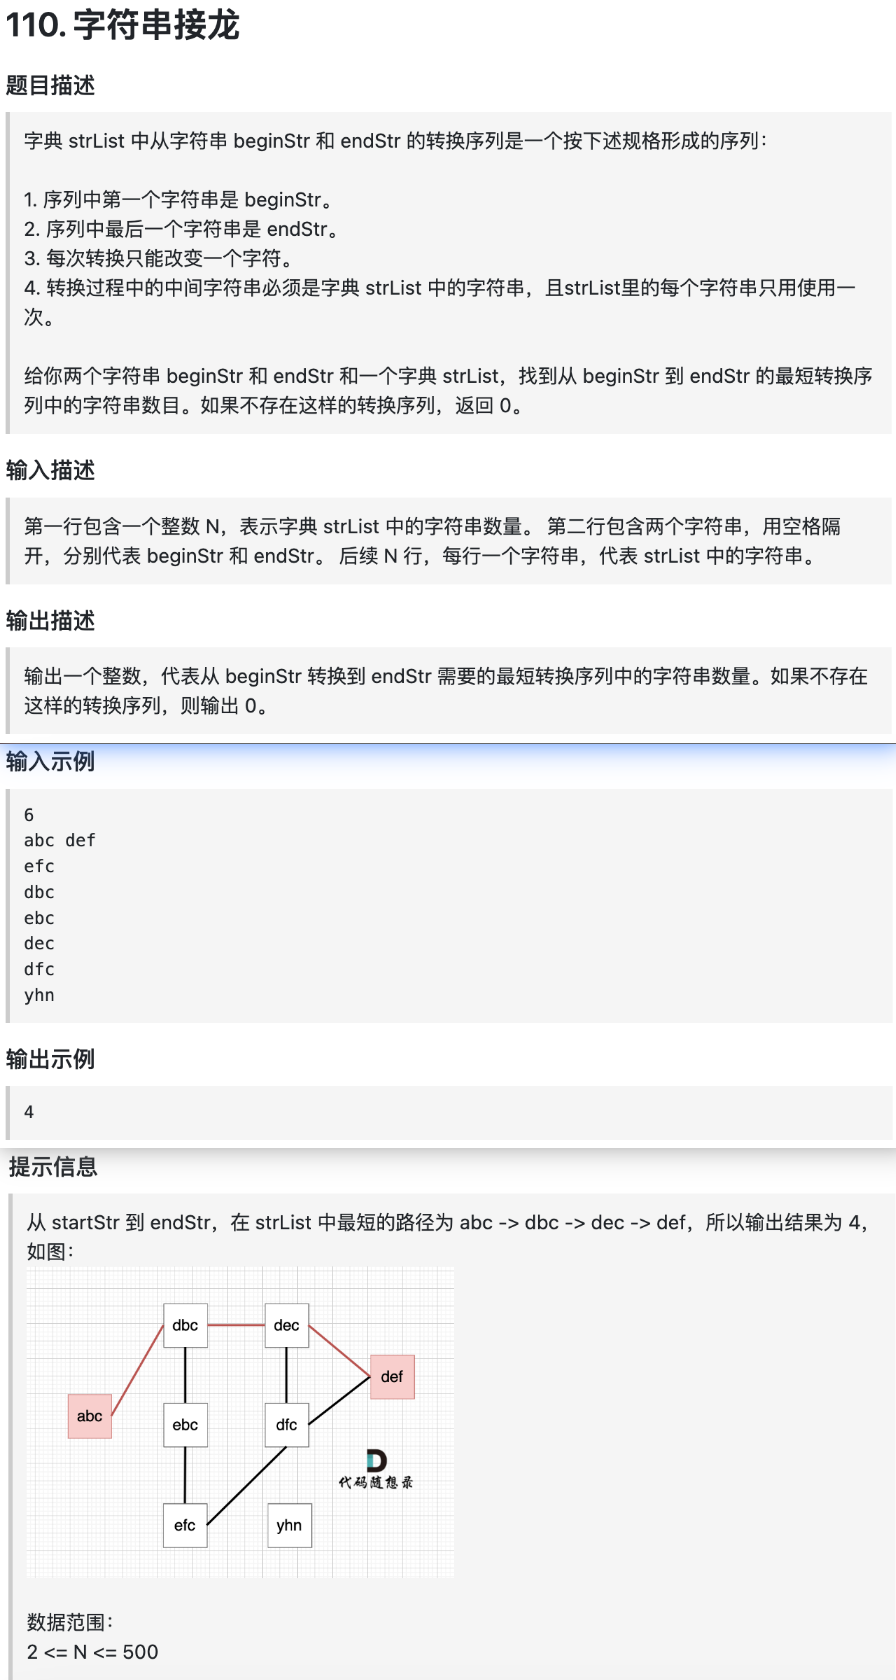 110. 字符串接龙
题目描述
字典 strList 中从字符串 beginStr 和 endStr 的转换序列是一个按下述规格形成的序列：
1. 序列中第一个字符串是 beginStr。
2. 序列中最后一个字符串是 endStr。
3. 每次转换只能改变一个字符。
4. 转换过程中的中间字符串必须是字典 strList 中的字符串，且strList里的每个字符串只用使用一
次。
给你两个字符串 beginStr 和 endStr 和一个字典 strList，找到从 beginStr 到 endStr 的最短转换序
列中的字符串数目。如果不存在这样的转换序列，返回 0。
输入描述
第一行包含一个整数 N，表示字典 strList 中的字符串数量。 第二行包含两个字符串，用空格隔
开，分别代表 beginStr 和 endStr。 后续 N 行，每行一个字符串，代表 strList 中的字符串。
输出描述
输出一个整数，代表从 beginStr 转换到 endStr 需要的最短转换序列中的字符串数量。如果不存在
这样的转换序列，则输出 0。
输入示例
6
abc def
efc
dbc
ebc
dec
dfc
yhn
输出示例
4
提示信息
从 startStr 到 endStr，在 strList 中最短的路径为 abc -> dbc -> dec -> def，所以输出结果为 4，
如图：
dbc
dec
def
abc
ebc
dfc
代码随想录
efc
yhn
数据范围：
2 <= N <= 500